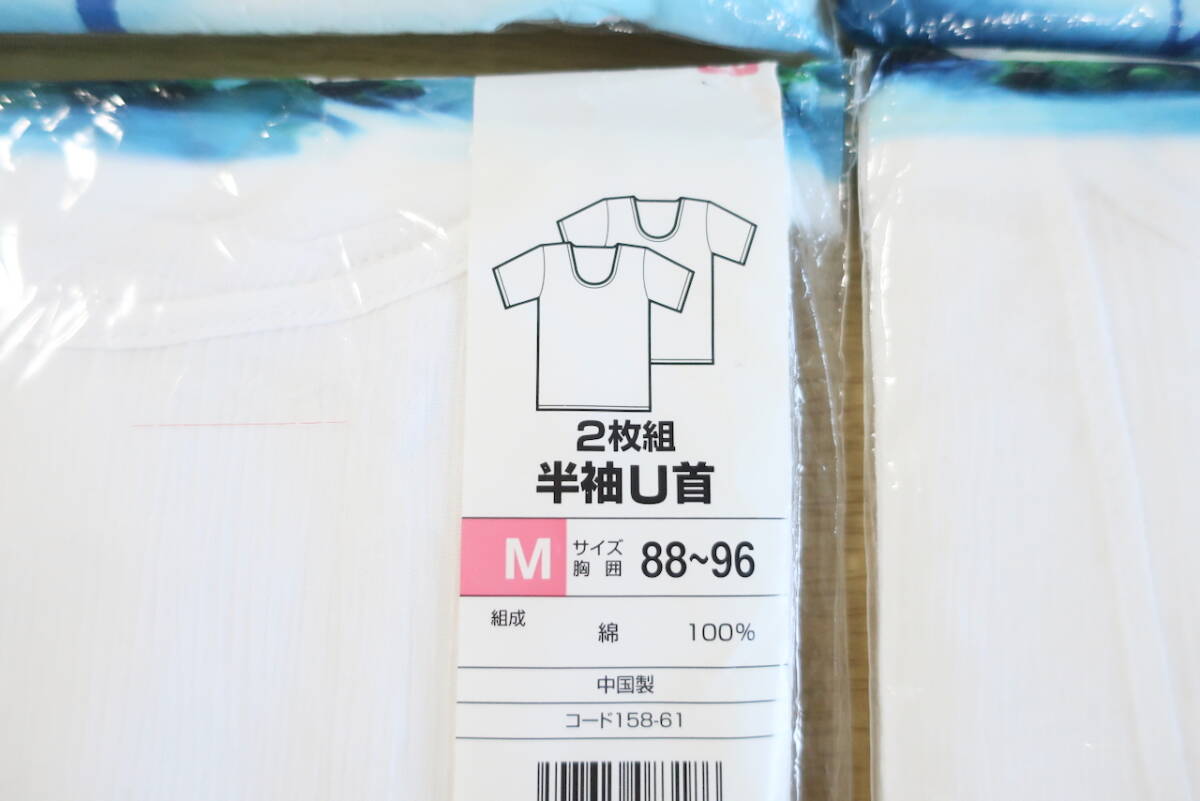 2枚組
半袖U首
M サイズ 胸囲 88~96
組成 綿 100%
中国製
コード158-61